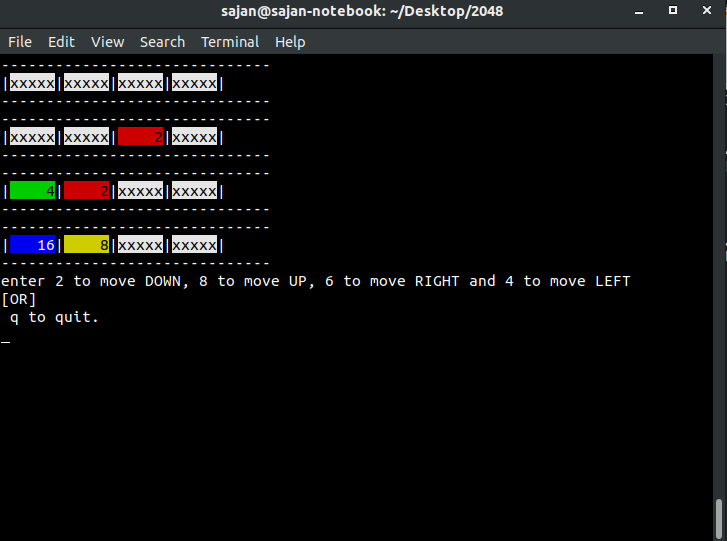 sajan@sajan-notebook: ~/Desktop/2048
File Edit View Search Terminal Help
------------------------------
|xxxxx|xxxxx|xxxxx|xxxxx|
------------------------------
------------------------------
|xxxxx|xxxxx|    2|xxxxx|
------------------------------
------------------------------
|    4|    2|xxxxx|xxxxx|
------------------------------
------------------------------
|   16|    8|xxxxx|xxxxx|
------------------------------
enter 2 to move DOWN, 8 to move UP, 6 to move RIGHT and 4 to move LEFT
[OR]
 q to quit.
_